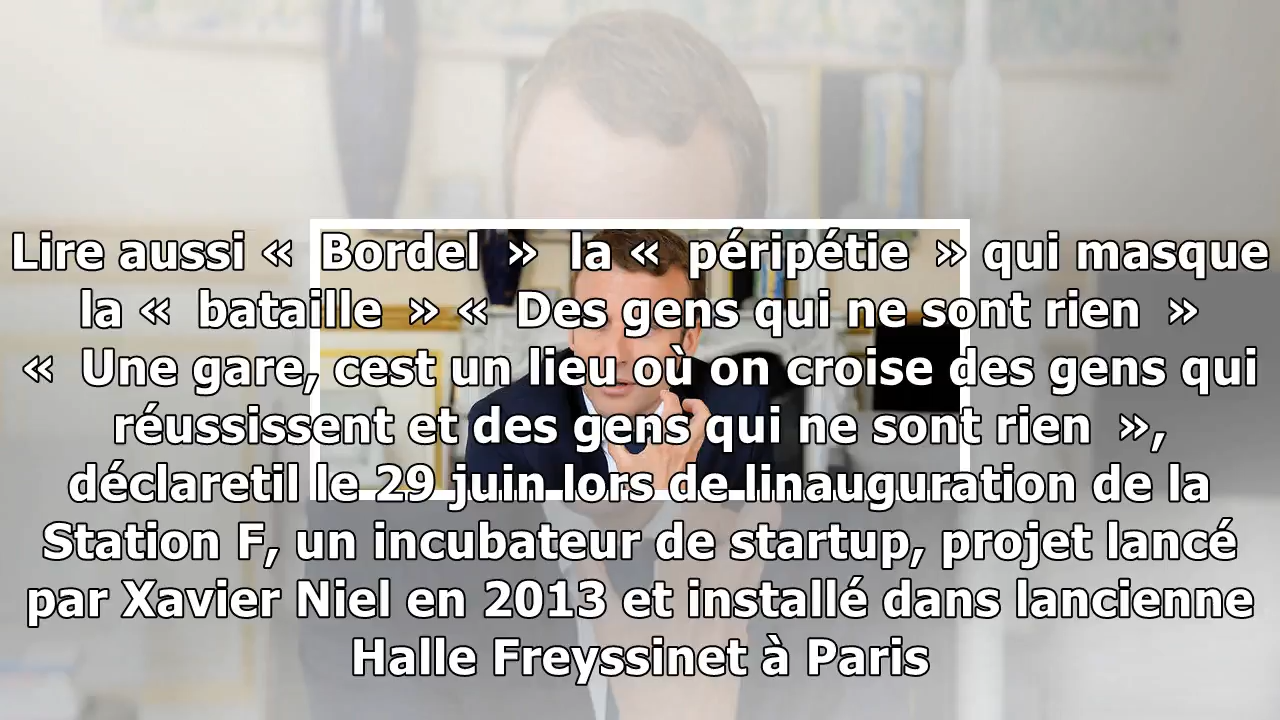 Lire aussi «  Bordel  »  la «  péripétie  » qui masque
la «  bataille  » «  Des gens qui ne sont rien  »
«  Une gare, cest un lieu où on croise des gens qui
réussissent et des gens qui ne sont rien  »,
déclaretil le 29 juin lors de linauguration de la
Station F, un incubateur de startup, projet lancé
par Xavier Niel en 2013 et installé dans lancienne
Halle Freyssinet à Paris